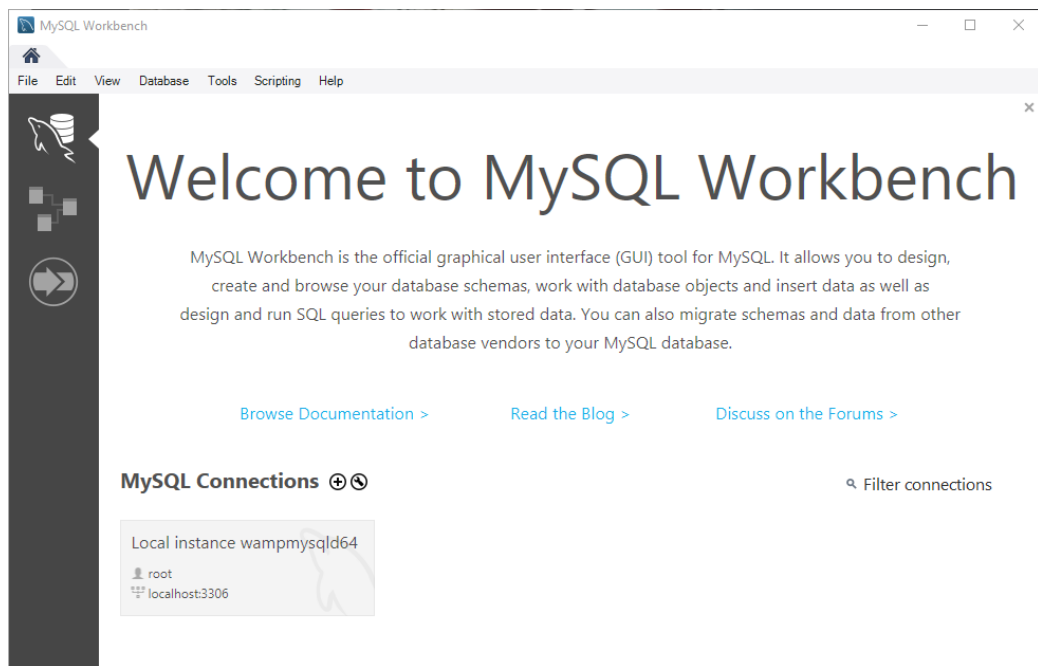 MySQL Workbench
File Edit View Database Tools Scripting Help
Welcome to MySQL Workbench
MySQL Workbench is the official graphical user interface (GUI) tool for MySQL. It allows you to design,
create and browse your database schemas, work with database objects and insert data as well as
design and run SQL queries to work with stored data. You can also migrate schemas and data from other
database vendors to your MySQL database.
Browse Documentation > Read the Blog > Discuss on the Forums >
MySQL Connections Filter connections
Local instance wampmysqld64
root
localhost:3306